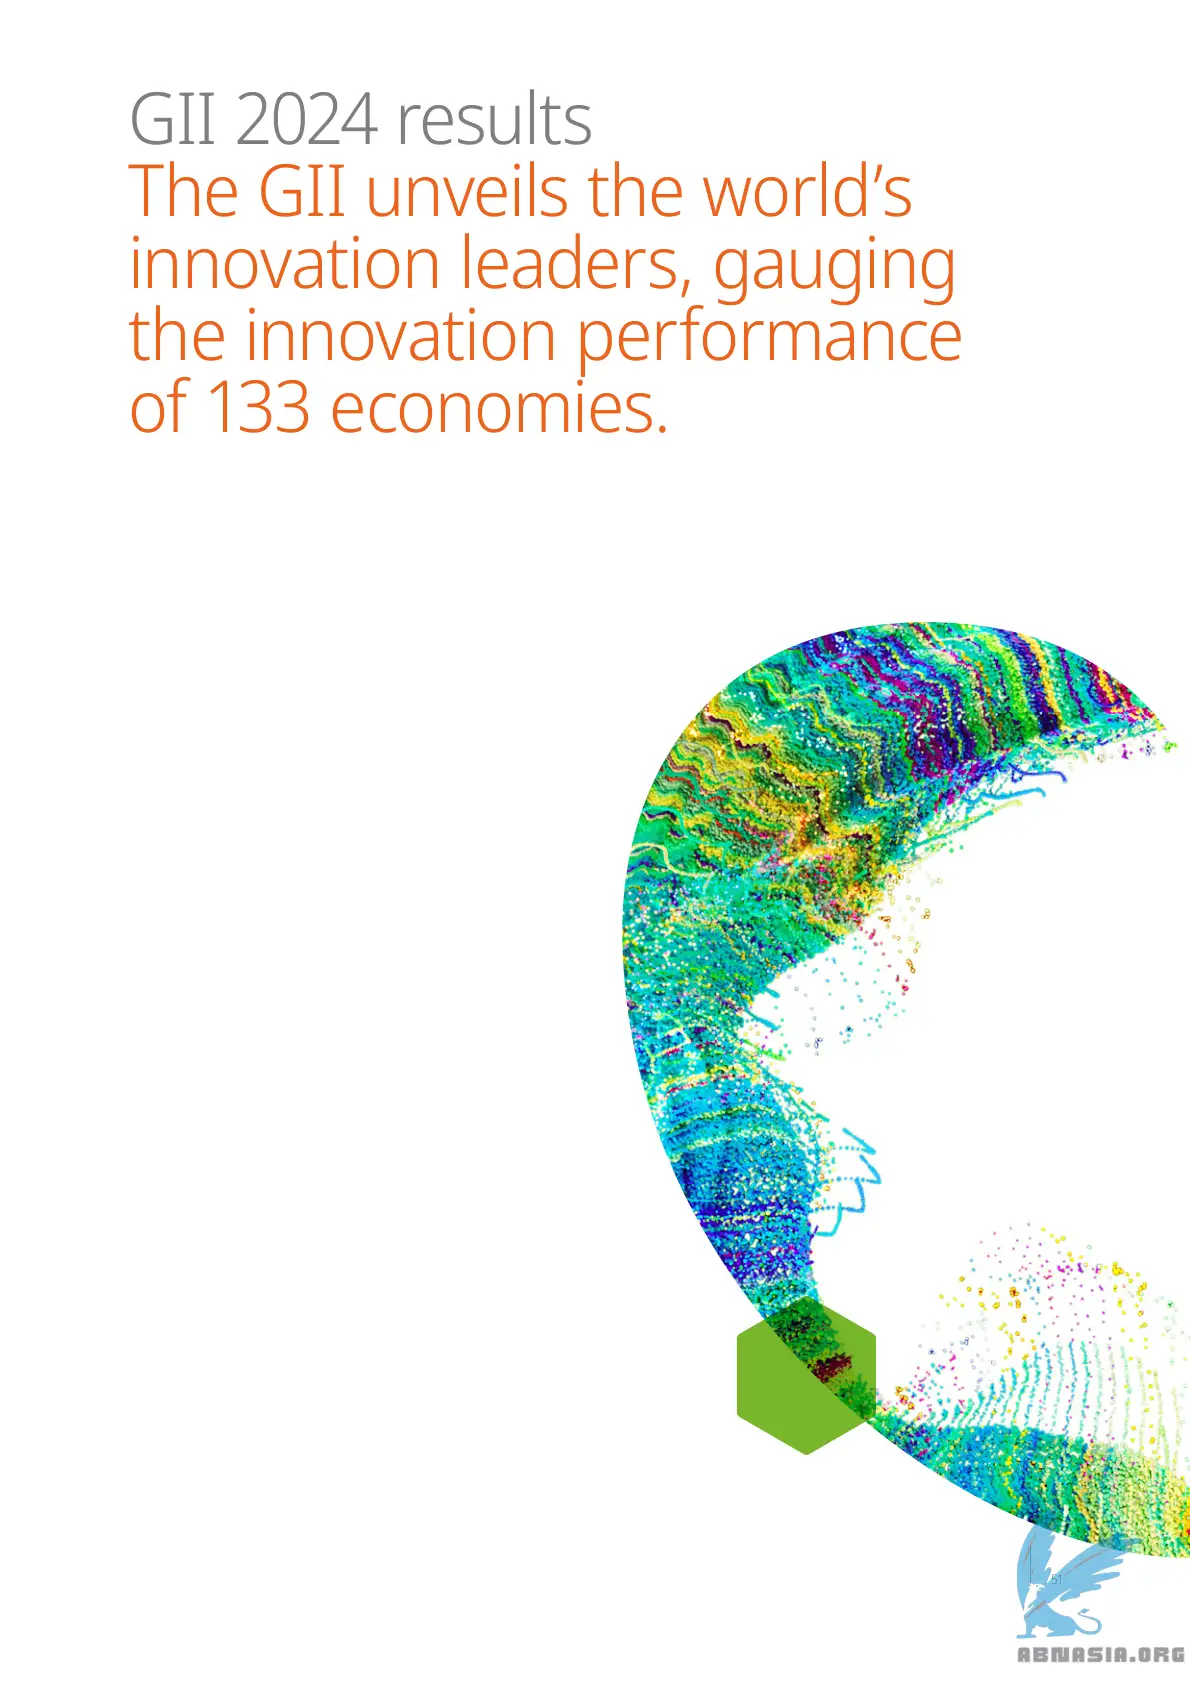 GII 2024 results
The GII unveils the world’s
innovation leaders, gauging
the innovation performance
of 133 economies.
51
ABNASIA.ORG